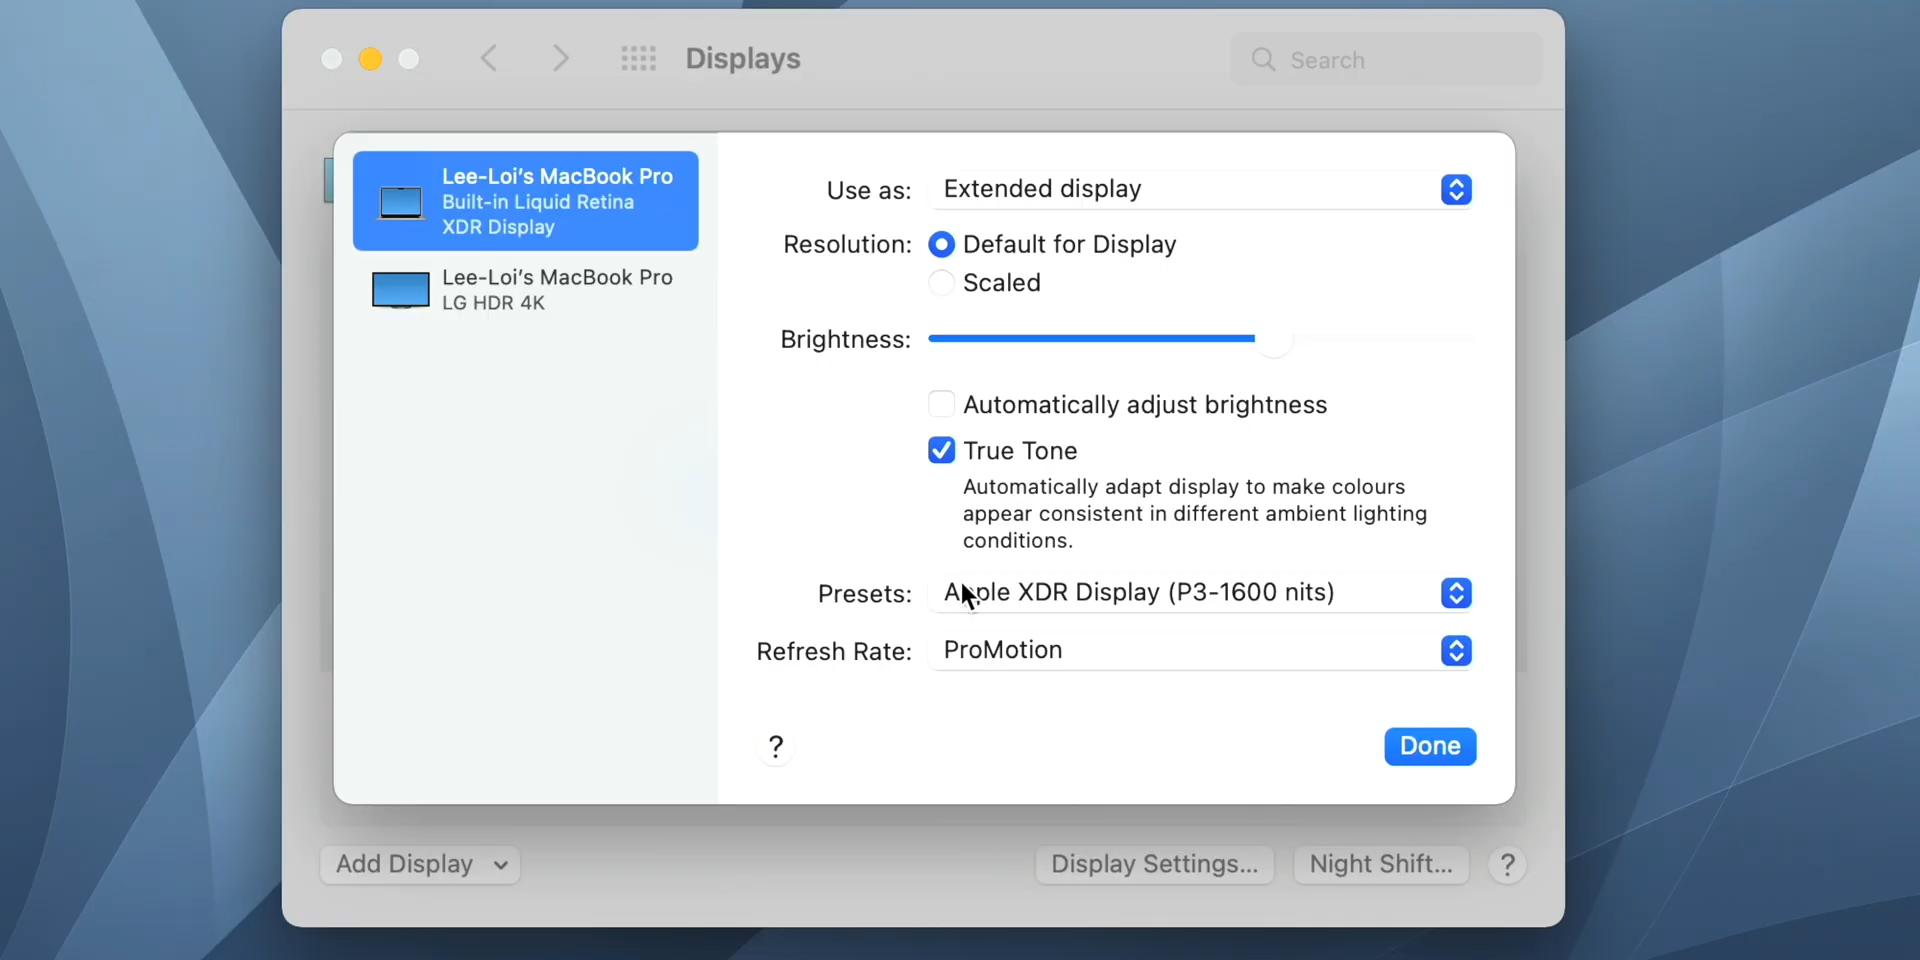 Displays
Search
Lee-Loi's MacBook Pro
Built-in Liquid Retina
XDR Display
Lee-Loi's MacBook Pro
LG HDR 4K
Use as: Extended display
Resolution: Default for Display
Scaled
Brightness:
Automatically adjust brightness
True Tone
Automatically adapt display to make colours
appear consistent in different ambient lighting
conditions.
Presets: Apple XDR Display (P3-1600 nits)
Refresh Rate: ProMotion
? Done
Add Display Display Settings... Night Shift... ?